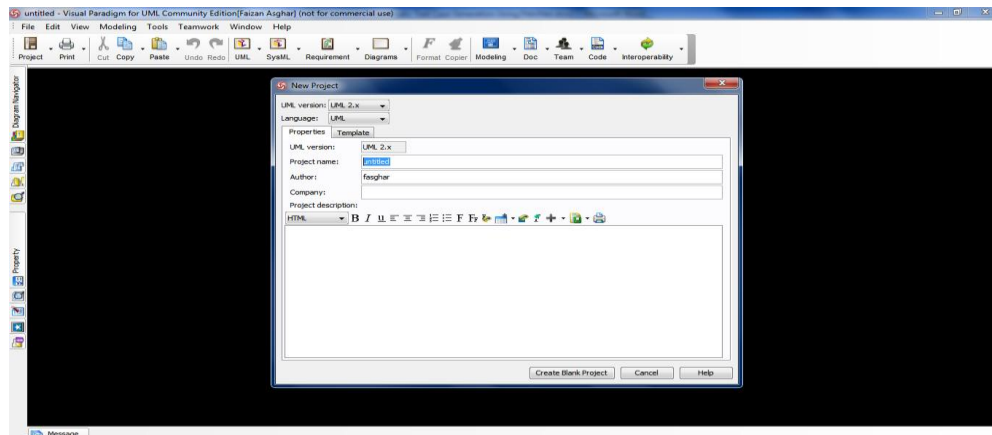 untitled - Visual Paradigm for UML Community Edition[Faizan Asghar] (not for commercial use)
File Edit View Modeling Tools Teamwork Window Help
Project Print Cut Copy Paste Undo Redo UML SysML Requirement Diagrams Format Copier Modeling Doc Team Code Interoperability
Diagram Navigator
Property
New Project
UML version: UML 2.x
Language: UML
Properties Template
UML version: UML 2.x
Project name: untitled
Author: fasghar
Company:
Project description:
HTML B I U F
Create Blank Project Cancel Help
Message